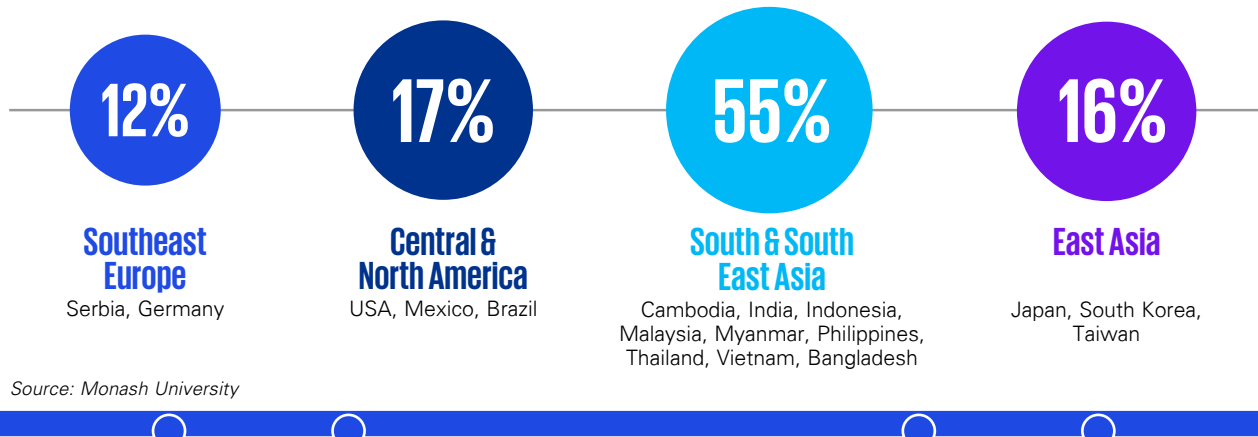 12%
17%
55%
16%
Southeast
Europe
Serbia, Germany
Central &
North America
USA, Mexico, Brazil
South & South
East Asia
Cambodia, India, Indonesia,
Malaysia, Myanmar, Philippines,
Thailand, Vietnam, Bangladesh
East Asia
Japan, South Korea,
Taiwan
Source: Monash University